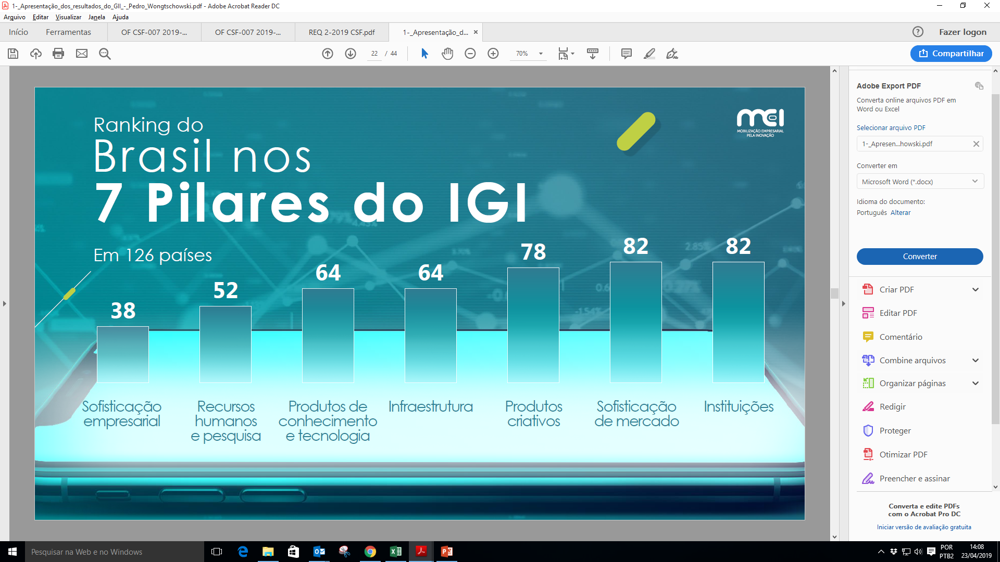 1-_Apresentação_dos_resultados_do_GII_-_Pedro_Wongtschowski.pdf - Adobe Acrobat Reader DC
Arquivo Editar Visualizar Janela Ajuda
Início Ferramentas OF CSF-007 2019-... OF CSF-007 2019-... REQ 2-2019 CSF.pdf 1-_Apresentação_d... Fazer logon
22 / 44 70% Compartilhar
Ranking do
Brasil nos
7 Pilares do IGI
Em 126 países
MEI
MOBILIZAÇÃO EMPRESARIAL
PELA INOVAÇÃO
38
52
64
64
78
82
82
Sofisticação
empresarial
Recursos
humanos
e pesquisa
Produtos de
conhecimento
e tecnologia
Infraestrutura
Produtos
criativos
Sofisticação
de mercado
Instituições
2.85%
-1.54%
Adobe Export PDF
Converta online arquivos PDF em
Word ou Excel
Selecionar arquivo PDF
1-_Apresen...howski.pdf
Converter em
Microsoft Word (*.docx)
Idioma do documento:
Português Alterar
Converter
Criar PDF
Editar PDF
Comentário
Combine arquivos
Organizar páginas
Redigir
Proteger
Otimizar PDF
Preencher e assinar
Converta e edite PDFs
com o Acrobat Pro DC
Iniciar versão de avaliação gratuita
Pesquisar na Web e no Windows
POR
PTB2
14:08
23/04/2019